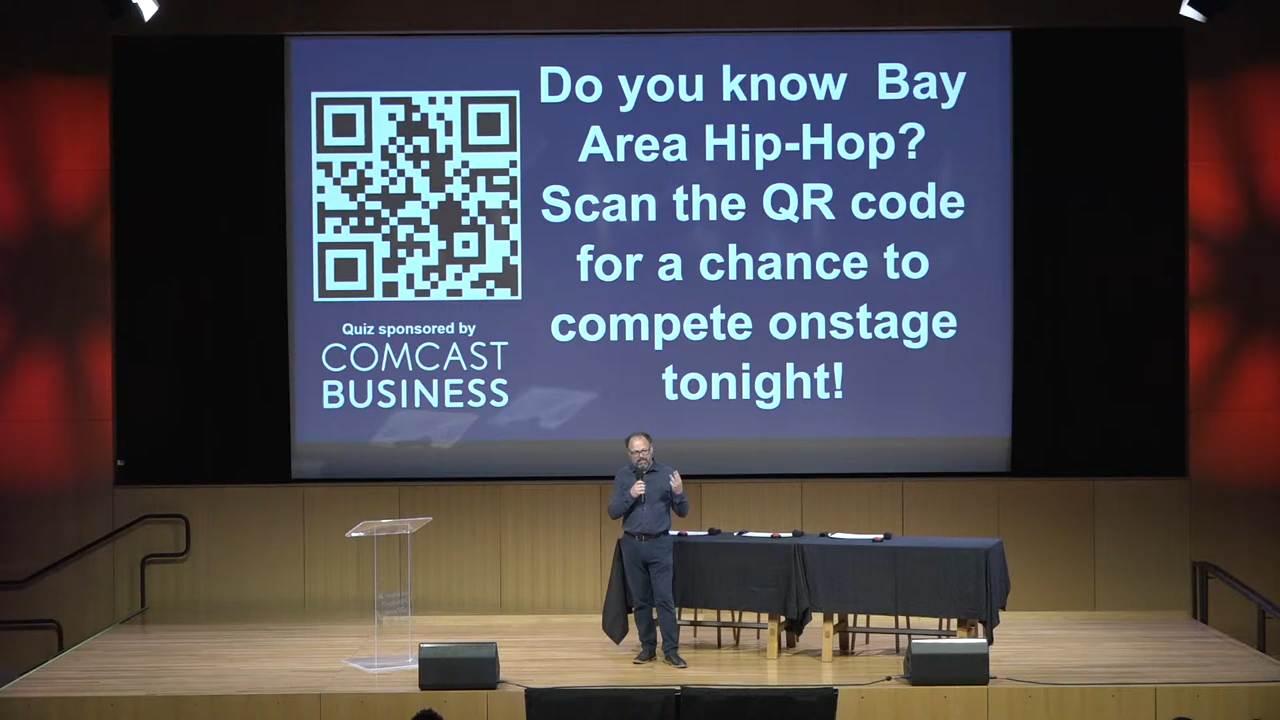 Do you know  Bay
Area Hip-Hop?
Scan the QR code
for a chance to
compete onstage
tonight!
Quiz sponsored by
COMCAST
BUSINESS